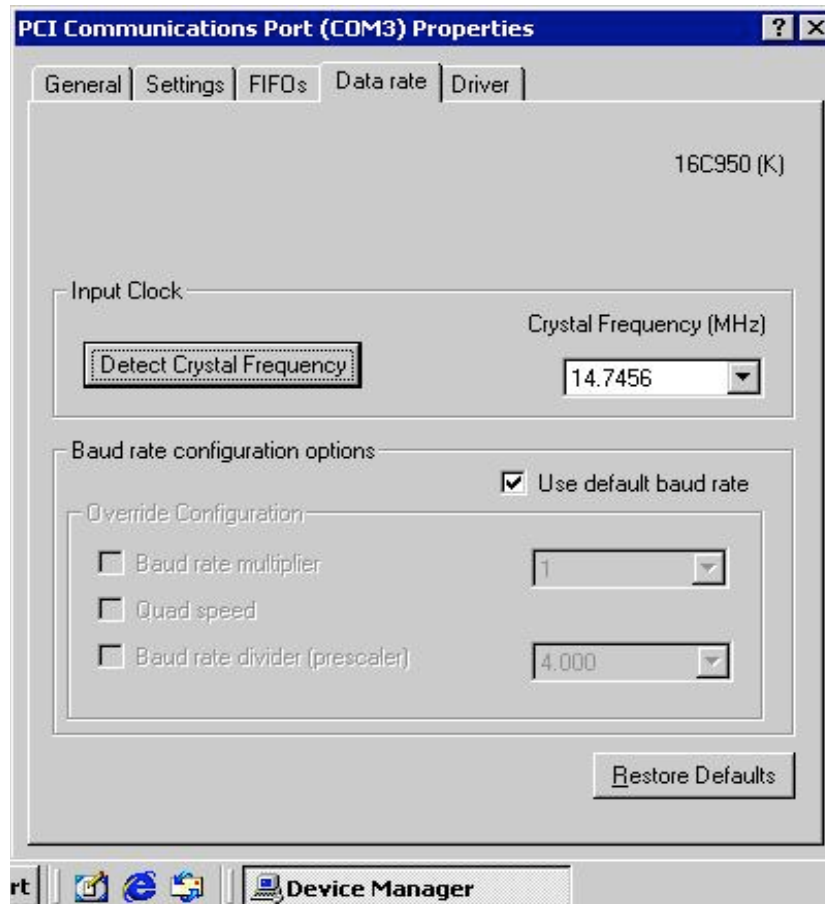 PCI Communications Port (COM3) Properties
General Settings FIFOs Data rate Driver
16C950 (K)
Input Clock
Crystal Frequency (MHz)
Detect Crystal Frequency
14.7456
Baud rate configuration options
Use default baud rate
Override Configuration
Baud rate multiplier 1
Quad speed
Baud rate divider (prescaler) 4.000
Restore Defaults
rt Device Manager